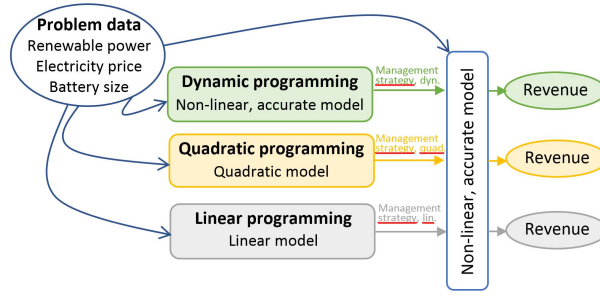 Problem data
Renewable power
Electricity price
Battery size
Dynamic programming
Non-linear, accurate model
Management
strategy, dyn.
Quadratic programming
Quadratic model
Management
strategy, quad
Linear programming
Linear model
Management
strategy, lin.
Non-linear, accurate model
Revenue
Revenue
Revenue